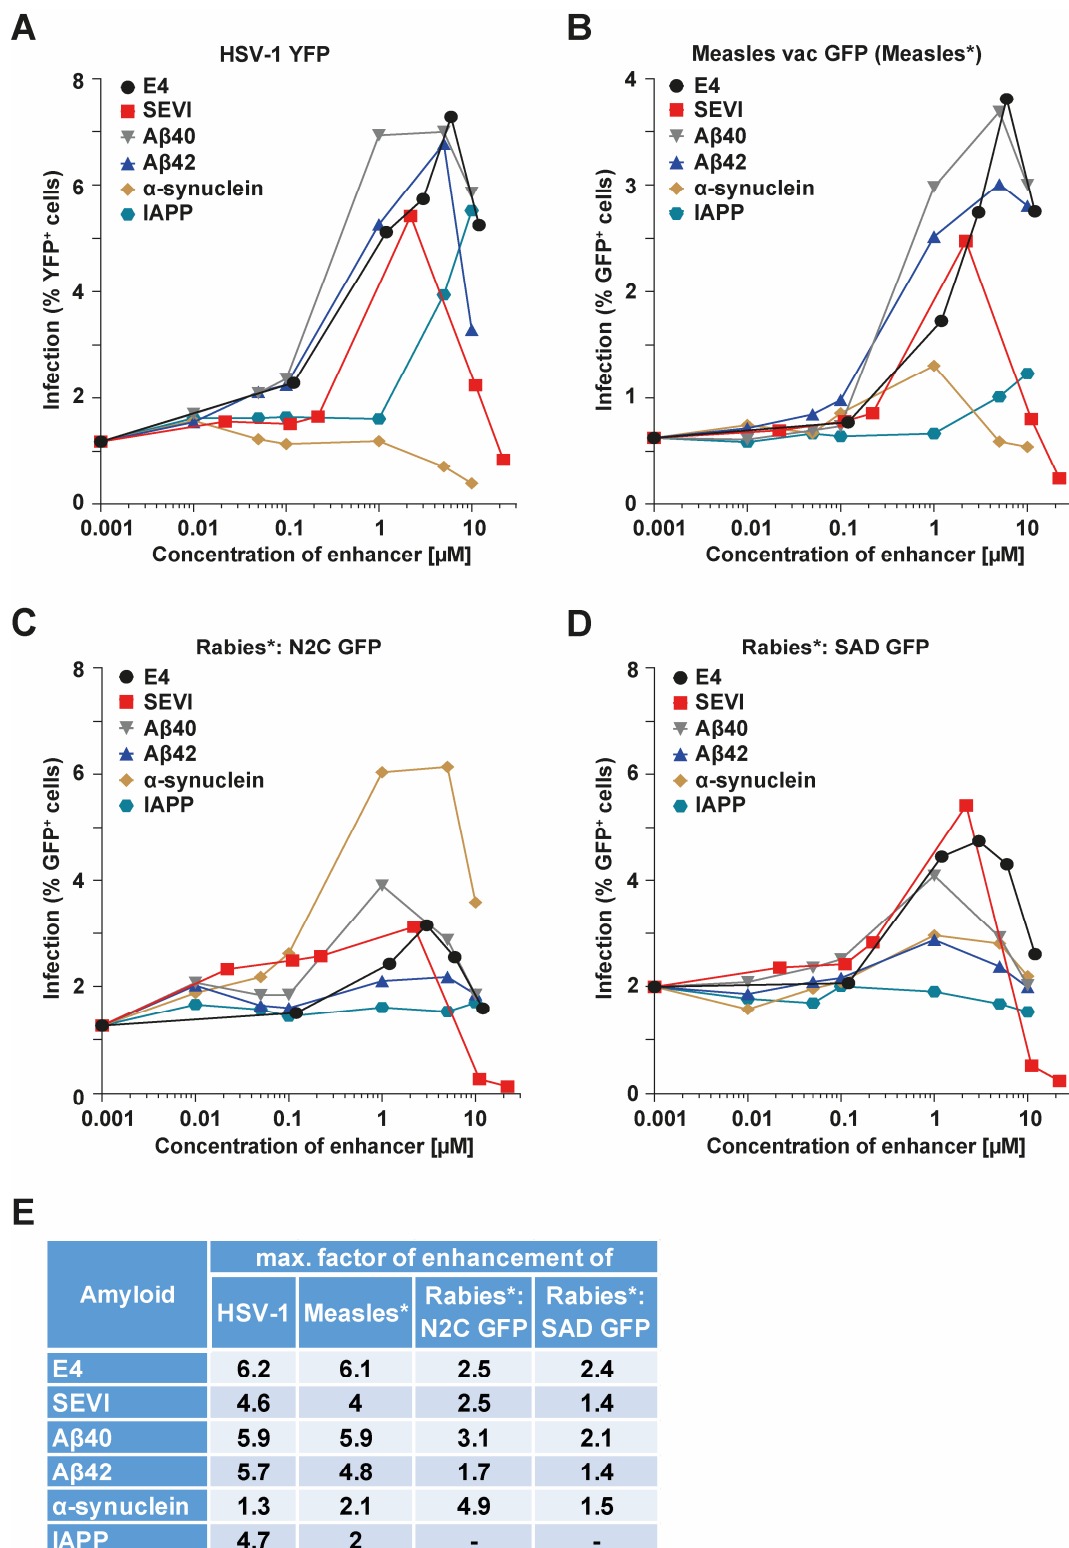 A
HSV-1 YFP
8
6
4
2
0
Infection (% YFP⁺ cells)
E4
SEVI
Aβ40
Aβ42
α-synuclein
IAPP
0.001 0.01 0.1 1 10
Concentration of enhancer [µM]
B
Measles vac GFP (Measles*)
4
3
2
1
0
Infection (% GFP⁺ cells)
E4
SEVI
Aβ40
Aβ42
α-synuclein
IAPP
0.001 0.01 0.1 1 10
Concentration of enhancer [µM]
C
Rabies*: N2C GFP
8
6
4
2
0
Infection (% GFP⁺ cells)
E4
SEVI
Aβ40
Aβ42
α-synuclein
IAPP
0.001 0.01 0.1 1 10
Concentration of enhancer [µM]
D
Rabies*: SAD GFP
8
6
4
2
0
Infection (% GFP⁺ cells)
E4
SEVI
Aβ40
Aβ42
α-synuclein
IAPP
0.001 0.01 0.1 1 10
Concentration of enhancer [µM]
E
Amyloid
max. factor of enhancement of
HSV-1 Measles* Rabies*: N2C GFP Rabies*: SAD GFP
E4 6.2 6.1 2.5 2.4
SEVI 4.6 4 2.5 1.4
Aβ40 5.9 5.9 3.1 2.1
Aβ42 5.7 4.8 1.7 1.4
α-synuclein 1.3 2.1 4.9 1.5
IAPP 4.7 2 - -